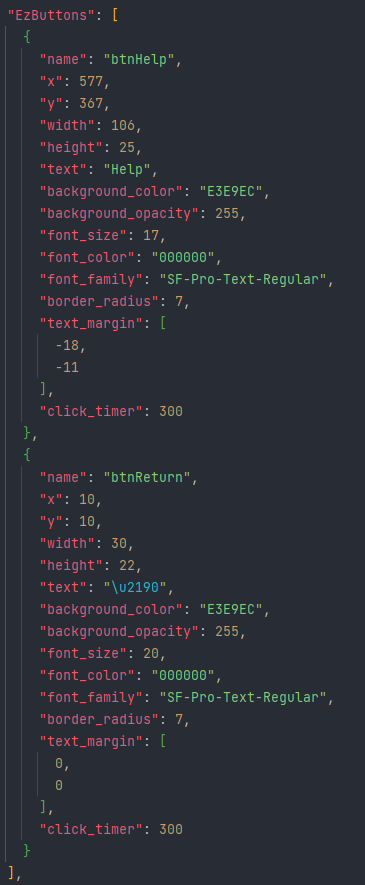 "EzButtons": [
{
"name": "btnHelp",
"x": 577,
"y": 367,
"width": 106,
"height": 25,
"text": "Help",
"background_color": "E3E9EC",
"background_opacity": 255,
"font_size": 17,
"font_color": "000000",
"font_family": "SF-Pro-Text-Regular",
"border_radius": 7,
"text_margin": [
-18,
-11
],
"click_timer": 300
},
{
"name": "btnReturn",
"x": 10,
"y": 10,
"width": 30,
"height": 22,
"text": "\u2190",
"background_color": "E3E9EC",
"background_opacity": 255,
"font_size": 20,
"font_color": "000000",
"font_family": "SF-Pro-Text-Regular",
"border_radius": 7,
"text_margin": [
0,
0
],
"click_timer": 300
}
],